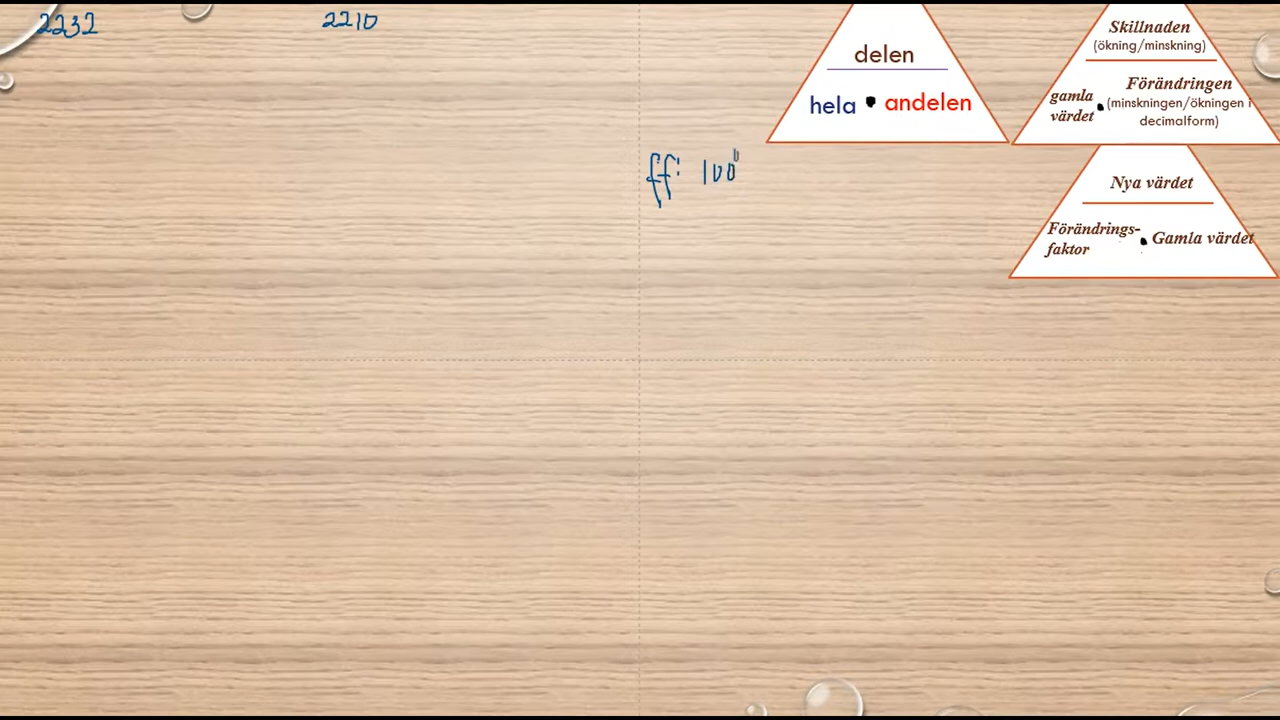 2232
2210
delen
hela • andelen
Skillnaden
(ökning/minskning)
gamla
värdet
•
Förändringen
(minskningen/ökningen i
decimalform)
ff: 100
Nya värdet
Förändrings-
faktor
• Gamla värdet